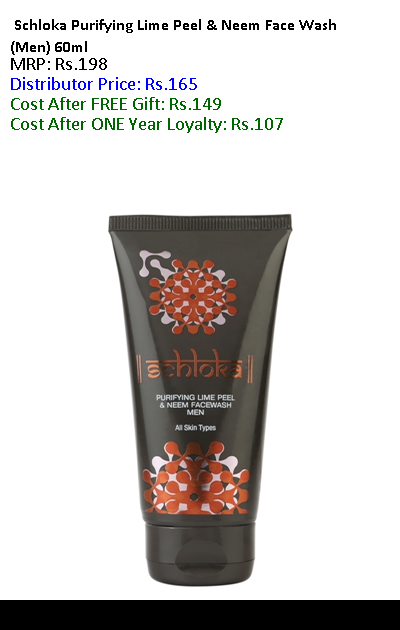 Schloka Purifying Lime Peel & Neem Face Wash
(Men) 60ml
MRP: Rs.198
Distributor Price: Rs.165
Cost After FREE Gift: Rs.149
Cost After ONE Year Loyalty: Rs.107
schloka
PURIFYING LIME PEEL
& NEEM FACEWASH
MEN
All Skin Types